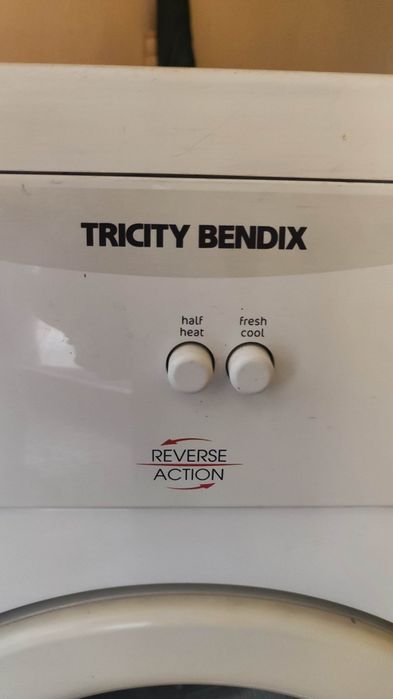 TRICITY BENDIX
half fresh
heat cool
REVERSE
ACTION